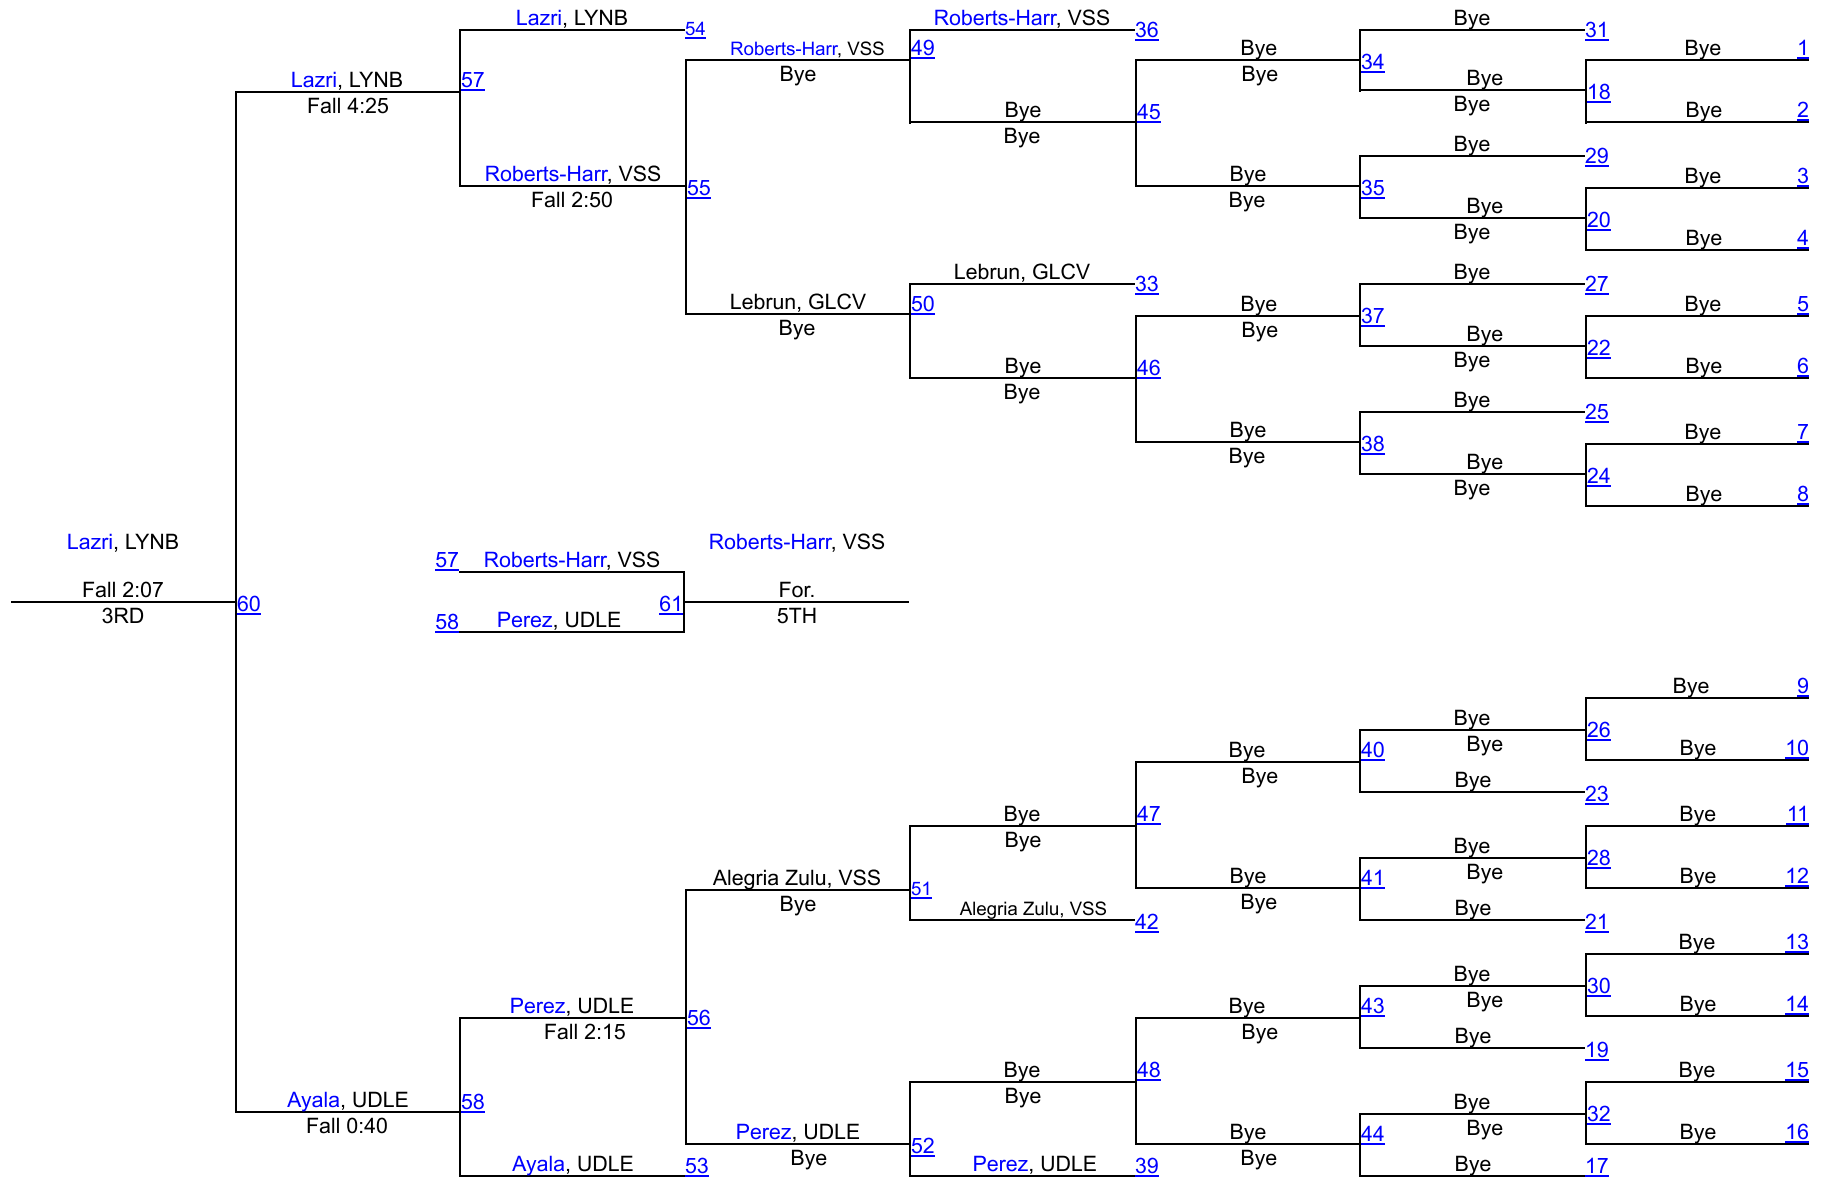 Lazri, LYNB
54
Roberts-Harr, VSS
36
Bye
31
Roberts-Harr, VSS
49
Bye
Bye
1
Bye
Bye
34
Lazri, LYNB
57
Bye
18
Fall 4:25
Bye
Bye
2
Bye
45
Bye
Bye
29
Roberts-Harr, VSS
55
Bye
35
Bye
3
Fall 2:50
Bye
Bye
20
Bye
Bye
4
Lebrun, GLCV
33
Bye
27
Lebrun, GLCV
50
Bye
37
Bye
5
Bye
Bye
Bye
22
Bye
Bye
46
Bye
6
Bye
Bye
25
Bye
38
Bye
7
Bye
Bye
24
Bye
Bye
8
Lazri, LYNB
Roberts-Harr, VSS
57
Roberts-Harr, VSS
Fall 2:07
60
61
For.
3RD
58
Perez, UDLE
5TH
Bye
9
Bye
26
Bye
40
Bye
Bye
10
Bye
Bye
23
Bye
47
Bye
11
Bye
Bye
28
Alegria Zulu, VSS
51
Bye
41
Bye
Bye
12
Bye
Bye
Alegria Zulu, VSS
42
Bye
21
Bye
13
Bye
30
Perez, UDLE
56
Bye
43
Bye
Bye
14
Fall 2:15
Bye
Bye
19
Bye
48
Bye
15
Ayala, UDLE
58
Bye
Bye
32
Fall 0:40
Perez, UDLE
52
Bye
44
Bye
Bye
16
Bye
Bye
Ayala, UDLE
53
Perez, UDLE
39
Bye
17